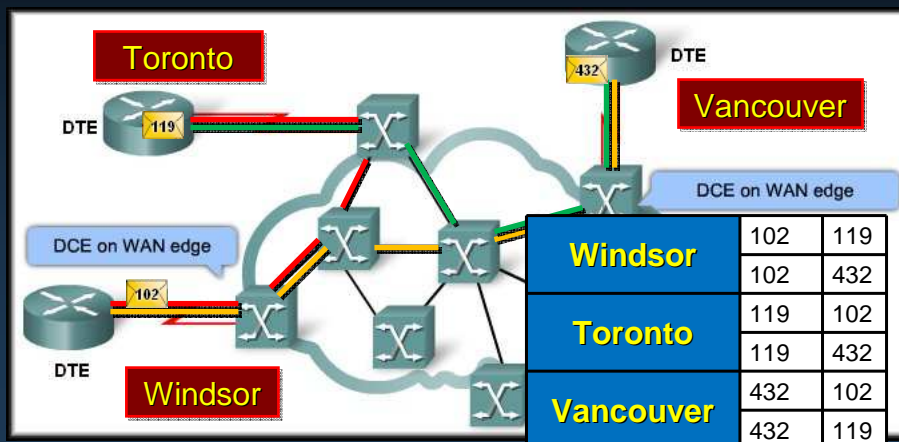 Toronto
DTE
119
DTE
432
Vancouver
DCE on WAN edge
DCE on WAN edge
102
DTE
Windsor
Windsor 102 119
102 432
Toronto 119 102
119 432
Vancouver 432 102
432 119